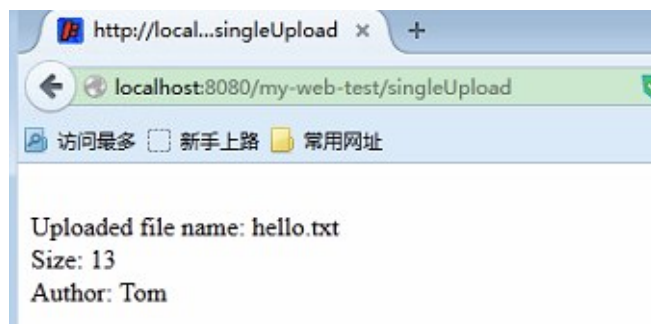 http://local...singleUpload × +
localhost:8080/my-web-test/singleUpload
访问最多 新手上路 常用网址
Uploaded file name: hello.txt
Size: 13
Author: Tom